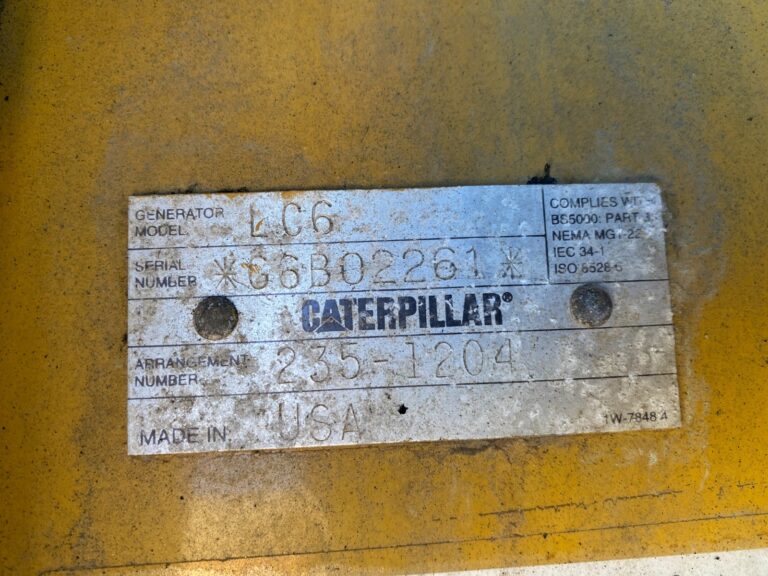 GENERATOR MODEL LC6
SERIAL NUMBER *G6B02261*
COMPLIES WITH
BS5000: PART 3,
NEMA MG1-22
IEC 34-1
ISO 8528-5
CATERPILLAR®
ARRANGEMENT NUMBER 235-1204
MADE IN USA
1W-7848 4